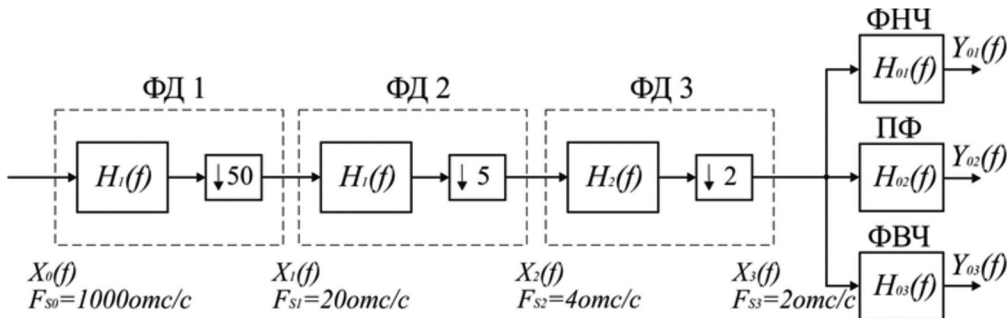 ФНЧ
H01(f)
Y01(f)
ФД 1
ФД 2
ФД 3
H1(f)
↓ 50
H1(f)
↓ 5
H2(f)
↓ 2
ПФ
H02(f)
Y02(f)
ФВЧ
H03(f)
Y03(f)
X0(f)
X1(f)
X2(f)
X3(f)
FS0=1000отс/с
FS1=20отс/с
FS2=4отс/с
FS3=2отс/с